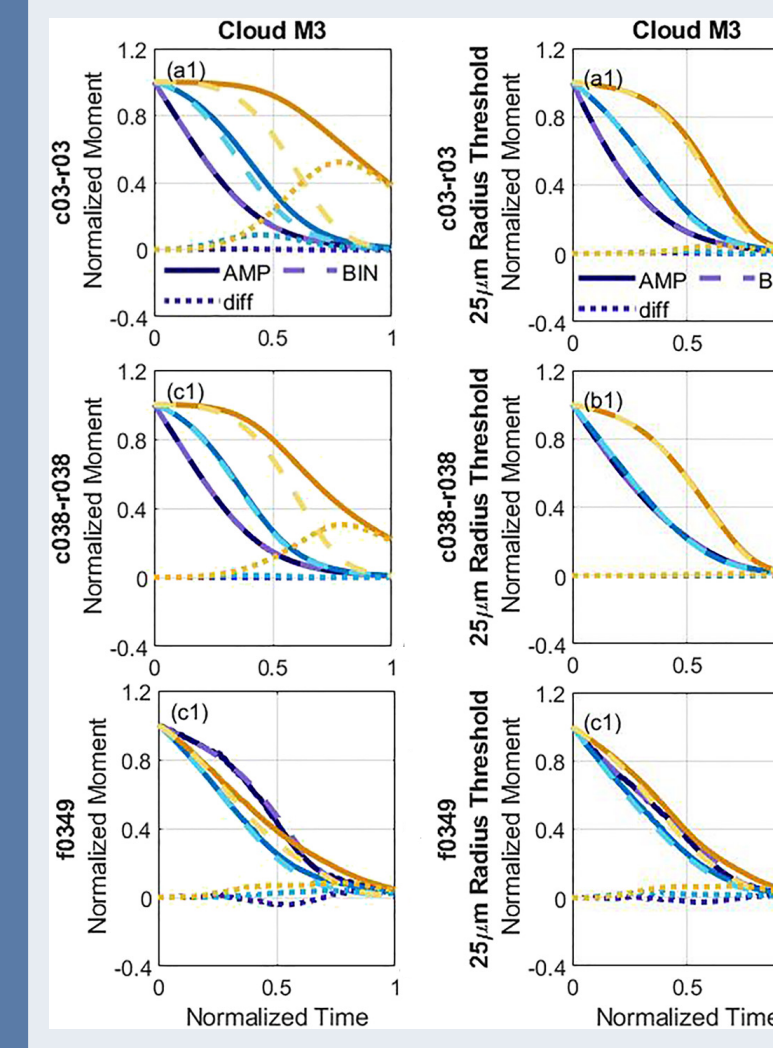 Cloud M3
c03-r03
Normalized Moment
1.2
0.8
0.4
0
-0.4
(a1)
AMP
BIN
diff
0
0.5
1
c038-r038
Normalized Moment
1.2
0.8
0.4
0
-0.4
(c1)
0
0.5
1
f0349
Normalized Moment
1.2
0.8
0.4
0
-0.4
(c1)
0
0.5
1
Normalized Time
Cloud M3
c03-r03
25μm Radius Threshold
Normalized Moment
1.2
0.8
0.4
0
-0.4
(a1)
AMP
B
diff
0
0.5
c038-r038
25μm Radius Threshold
Normalized Moment
1.2
0.8
0.4
0
-0.4
(b1)
0
0.5
f0349
25μm Radius Threshold
Normalized Moment
1.2
0.8
0.4
0
-0.4
(c1)
0
0.5
Normalized Time